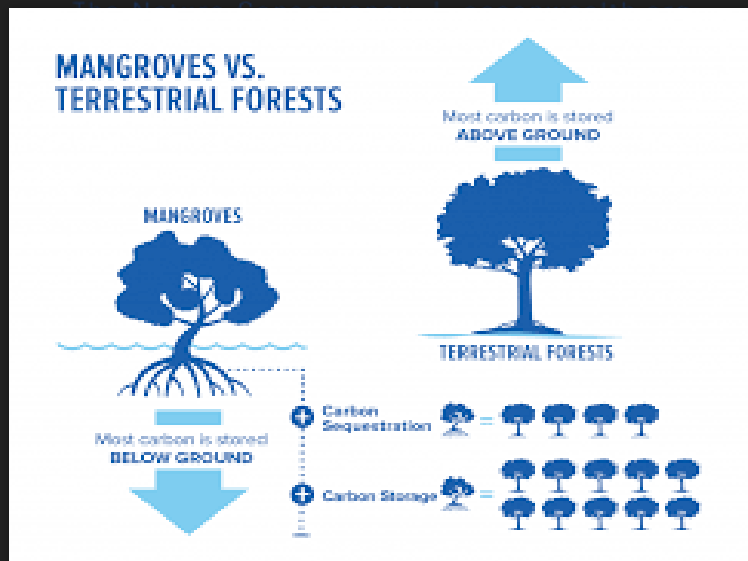 MANGROVES VS.
TERRESTRIAL FORESTS
Most carbon is stored
ABOVE GROUND
MANGROVES
TERRESTRIAL FORESTS
Most carbon is stored
BELOW GROUND
Carbon
Sequestration
=
Carbon Storage
=